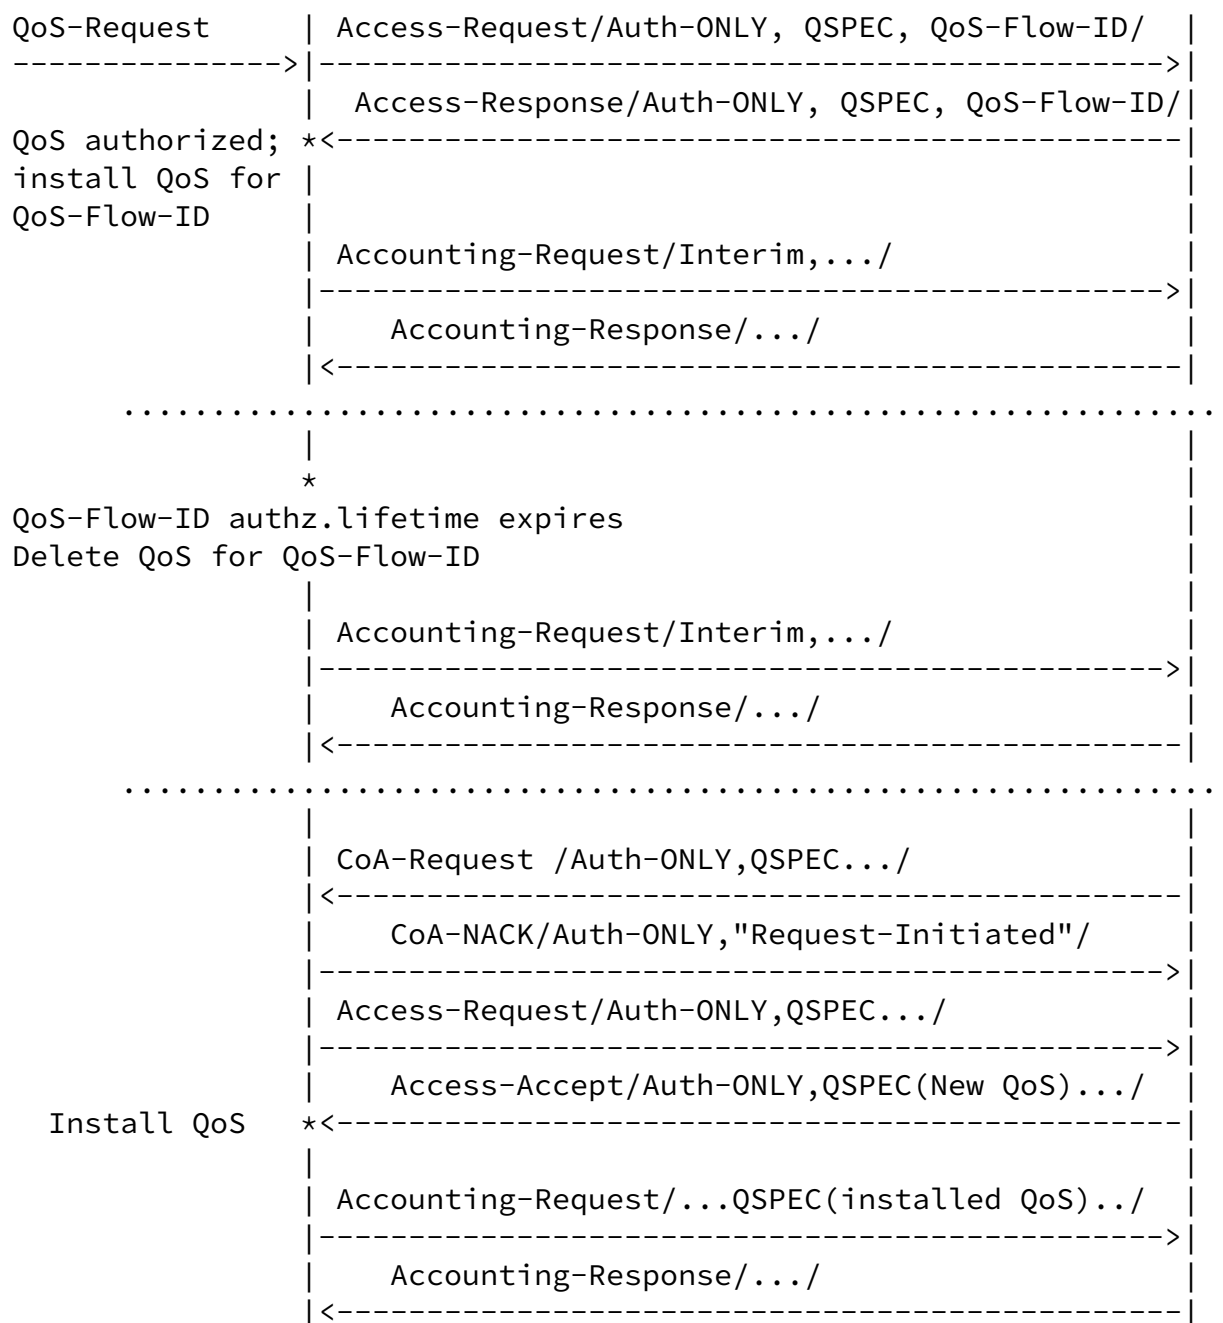 QoS-Request | Access-Request/Auth-ONLY, QSPEC, QoS-Flow-ID/ |
--------------->|----------------------------------------------->|
| Access-Response/Auth-ONLY, QSPEC, QoS-Flow-ID/|
QoS authorized; *<-----------------------------------------------|
install QoS for | |
QoS-Flow-ID | |
| Accounting-Request/Interim,.../ |
|----------------------------------------------->|
| Accounting-Response/.../ |
|<-----------------------------------------------|
.............................................................
| |
* |
QoS-Flow-ID authz.lifetime expires |
Delete QoS for QoS-Flow-ID |
| |
| Accounting-Request/Interim,.../ |
|----------------------------------------------->|
| Accounting-Response/.../ |
|<-----------------------------------------------|
.............................................................
| |
| CoA-Request /Auth-ONLY,QSPEC.../ |
|<-----------------------------------------------|
| CoA-NACK/Auth-ONLY,"Request-Initiated"/ |
|----------------------------------------------->|
| Access-Request/Auth-ONLY,QSPEC.../ |
|----------------------------------------------->|
| Access-Accept/Auth-ONLY,QSPEC(New QoS).../ |
Install QoS *<-----------------------------------------------|
| |
| Accounting-Request/...QSPEC(installed QoS)../ |
|----------------------------------------------->|
| Accounting-Response/.../ |
|<-----------------------------------------------|